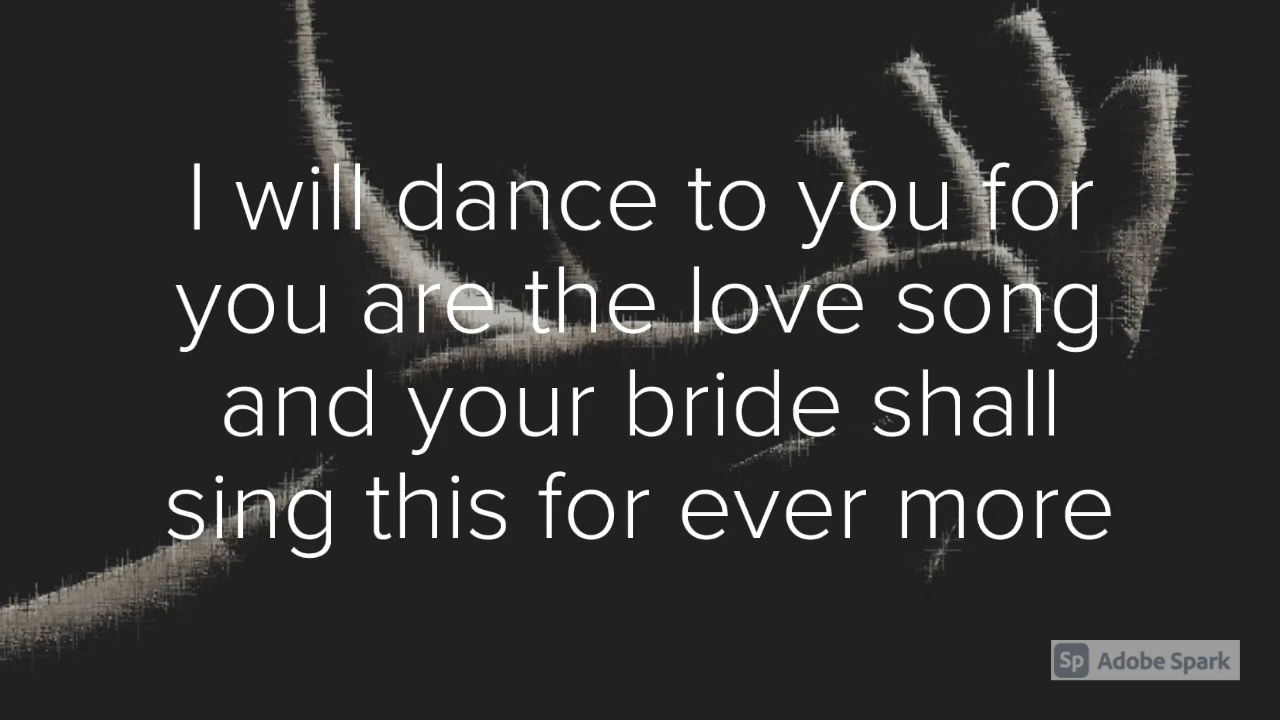 I will dance to you for
you are the love song
and your bride shall
sing this for ever more
Sp Adobe Spark